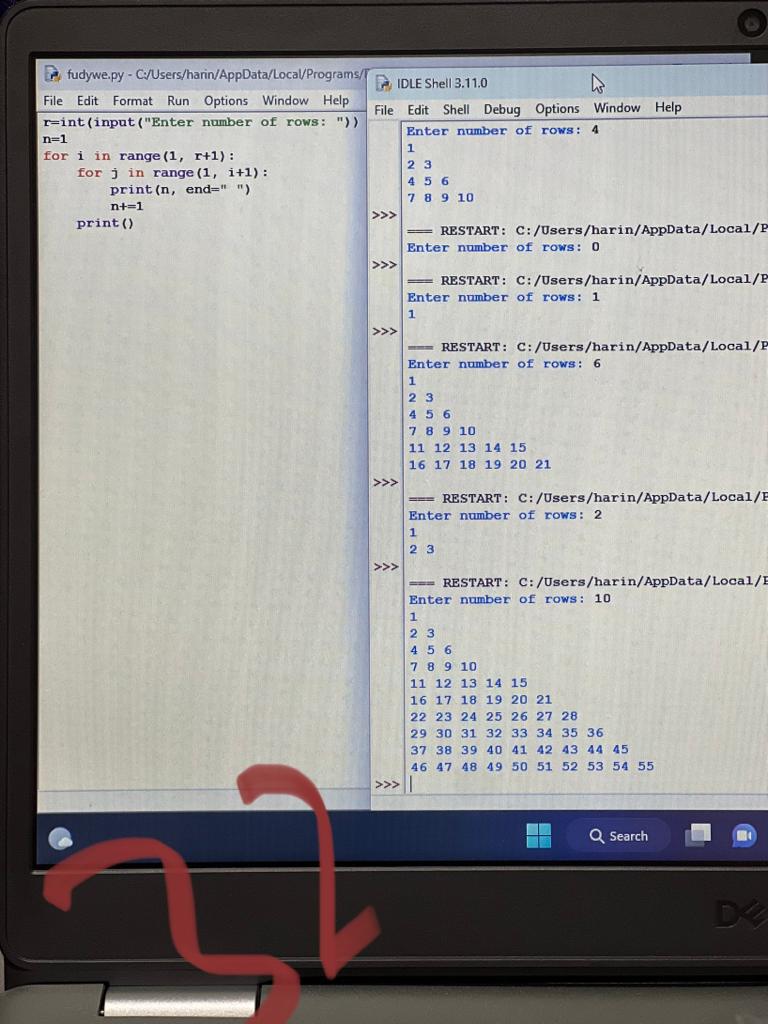 fudywe.py - C:/Users/harin/AppData/Local/Programs/
File Edit Format Run Options Window Help
r=int(input("Enter number of rows: "))
n=1
for i in range(1, r+1):
    for j in range(1, i+1):
        print(n, end=" ")
        n+=1
    print()
IDLE Shell 3.11.0
File Edit Shell Debug Options Window Help
Enter number of rows: 4
1
2 3
4 5 6
7 8 9 10
>>>
=== RESTART: C:/Users/harin/AppData/Local/P
Enter number of rows: 0
>>>
=== RESTART: C:/Users/harin/AppData/Local/P
Enter number of rows: 1
1
>>>
=== RESTART: C:/Users/harin/AppData/Local/P
Enter number of rows: 6
1
2 3
4 5 6
7 8 9 10
11 12 13 14 15
16 17 18 19 20 21
>>>
=== RESTART: C:/Users/harin/AppData/Local/P
Enter number of rows: 2
1
2 3
>>>
=== RESTART: C:/Users/harin/AppData/Local/P
Enter number of rows: 10
1
2 3
4 5 6
7 8 9 10
11 12 13 14 15
16 17 18 19 20 21
22 23 24 25 26 27 28
29 30 31 32 33 34 35 36
37 38 39 40 41 42 43 44 45
46 47 48 49 50 51 52 53 54 55
>>>
Search
DE
32